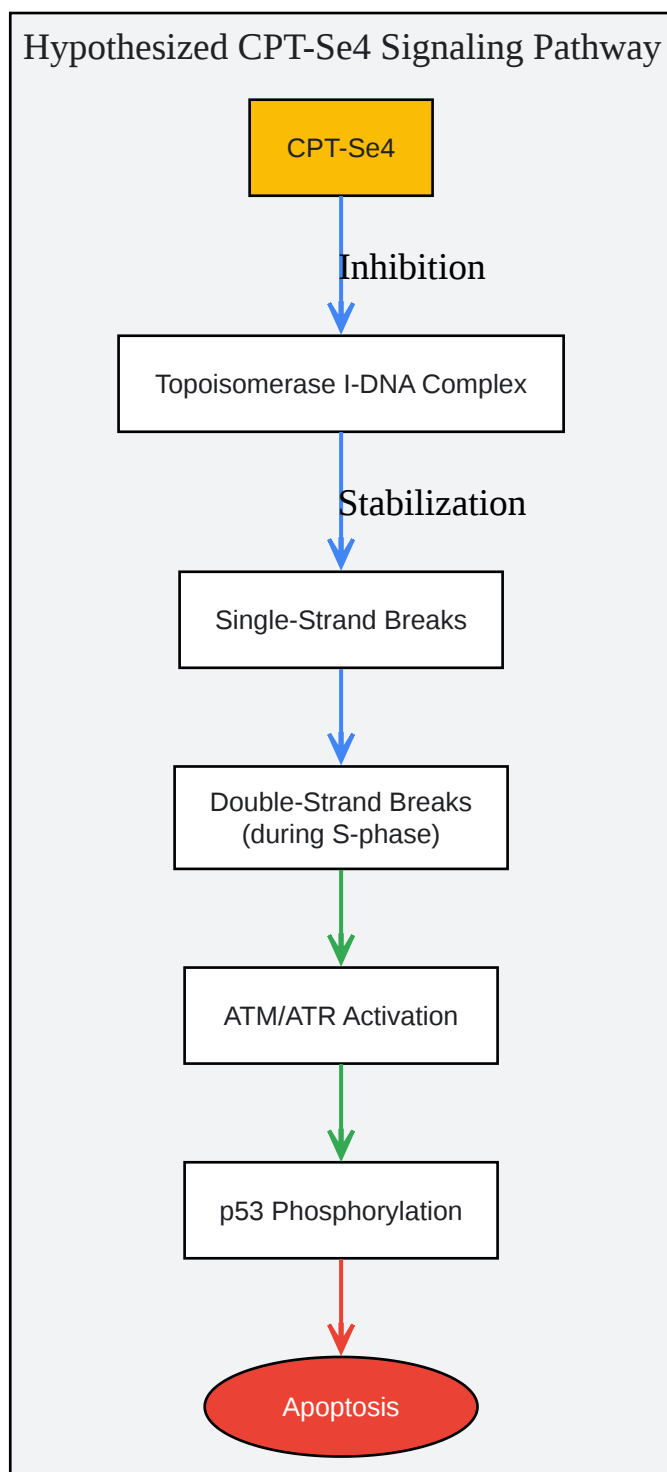 Hypothesized CPT-Se4 Signaling Pathway
CPT-Se4
Inhibition
Topoisomerase I-DNA Complex
Stabilization
Single-Strand Breaks
Double-Strand Breaks
(during S-phase)
ATM/ATR Activation
p53 Phosphorylation
Apoptosis